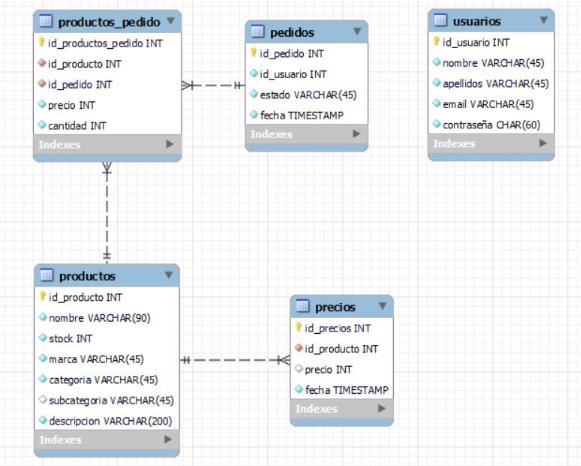 productos_pedido
id_productos_pedido INT
id_producto INT
id_pedido INT
precio INT
cantidad INT
Indexes
pedidos
id_pedido INT
id_usuario INT
estado VARCHAR(45)
fecha TIMESTAMP
Indexes
usuarios
id_usuario INT
nombre VARCHAR(45)
apellidos VARCHAR(45)
email VARCHAR(45)
contraseña CHAR(60)
Indexes
productos
id_producto INT
nombre VARCHAR(90)
stock INT
marca VARCHAR(45)
categoria VARCHAR(45)
subcategoria VARCHAR(45)
descripcion VARCHAR(200)
Indexes
precios
id_precios INT
id_producto INT
precio INT
fecha TIMESTAMP
Indexes